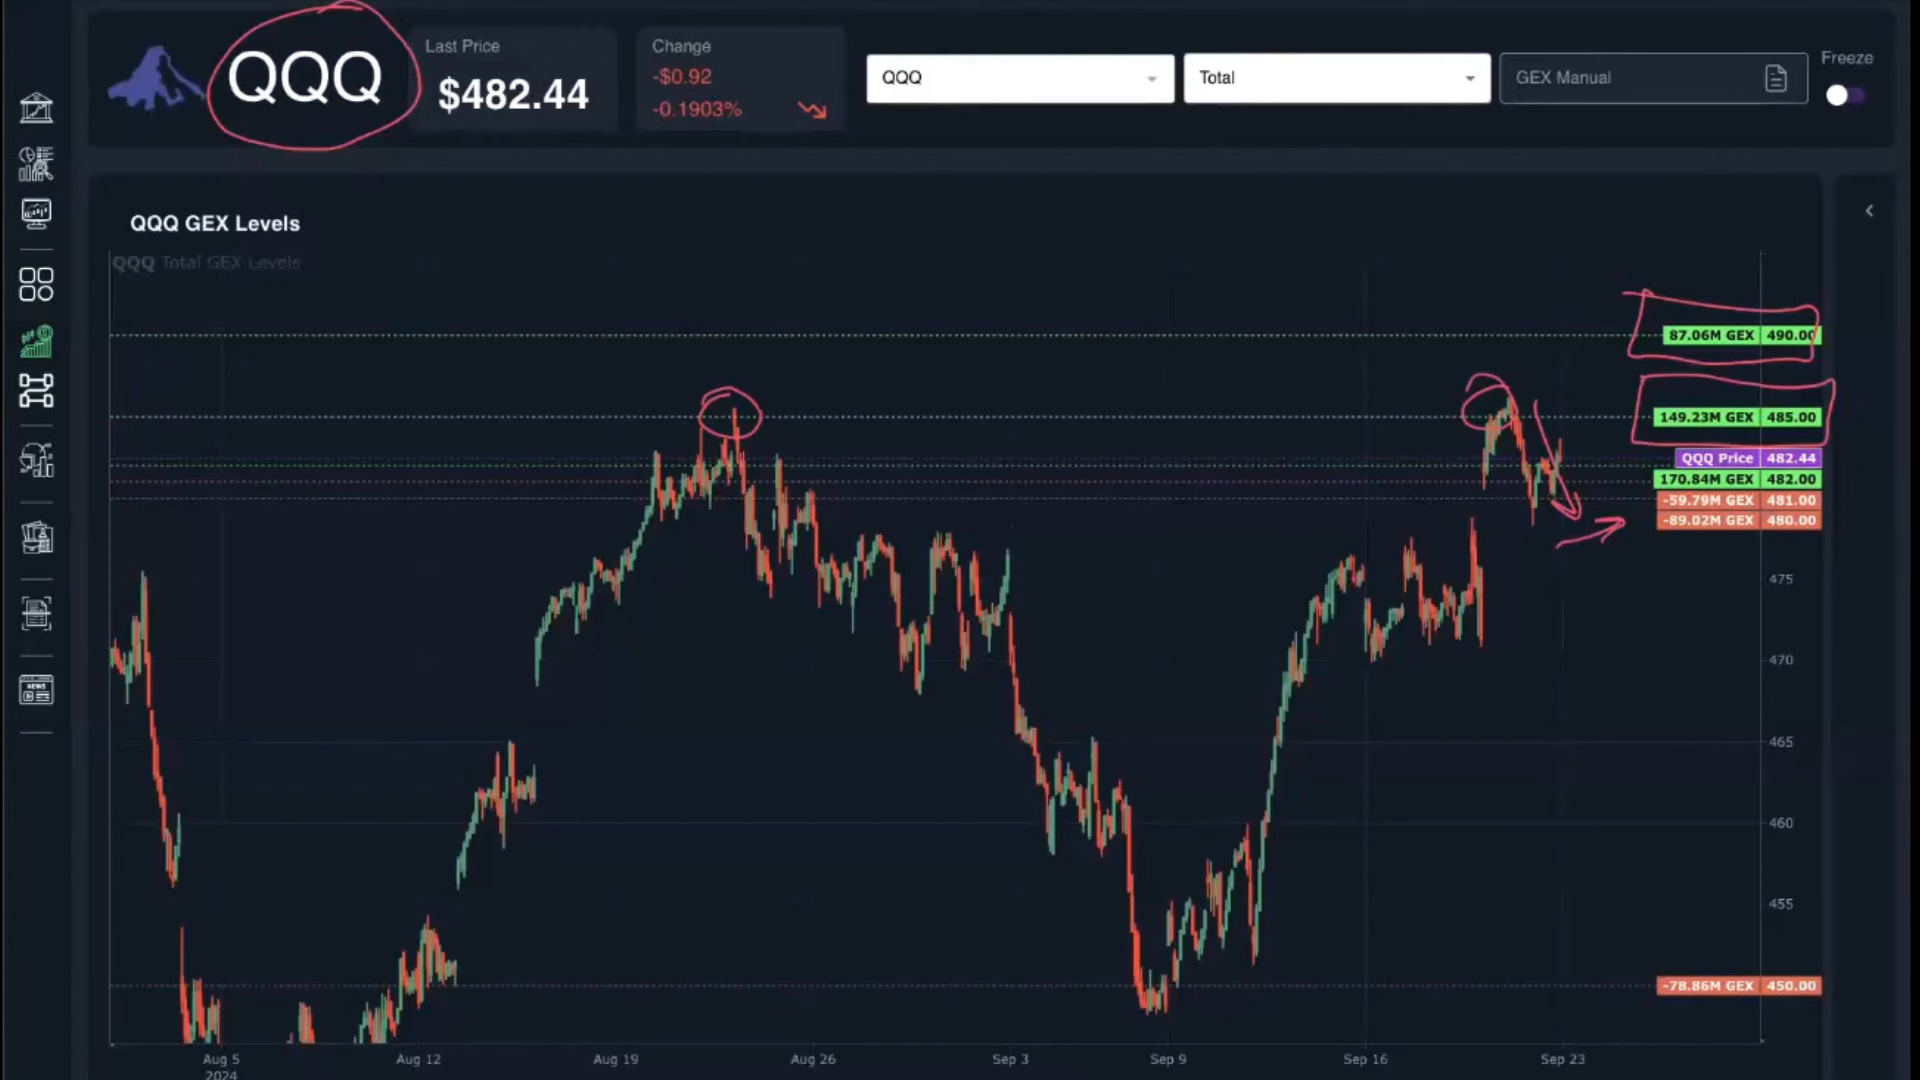 QQQ
Last Price
$482.44
Change
-$0.92
-0.1903%
QQQ
Total
GEX Manual
Freeze
QQQ GEX Levels
QQQ Total GEX Levels
87.06M GEX 490.00
149.23M GEX 485.00
QQQ Price 482.44
170.84M GEX 482.00
-59.79M GEX 481.00
-89.02M GEX 480.00
475
470
465
460
455
-78.86M GEX 450.00
Aug 5 Aug 12 Aug 19 Aug 26 Sep 3 Sep 9 Sep 16 Sep 23
2024
NEWS